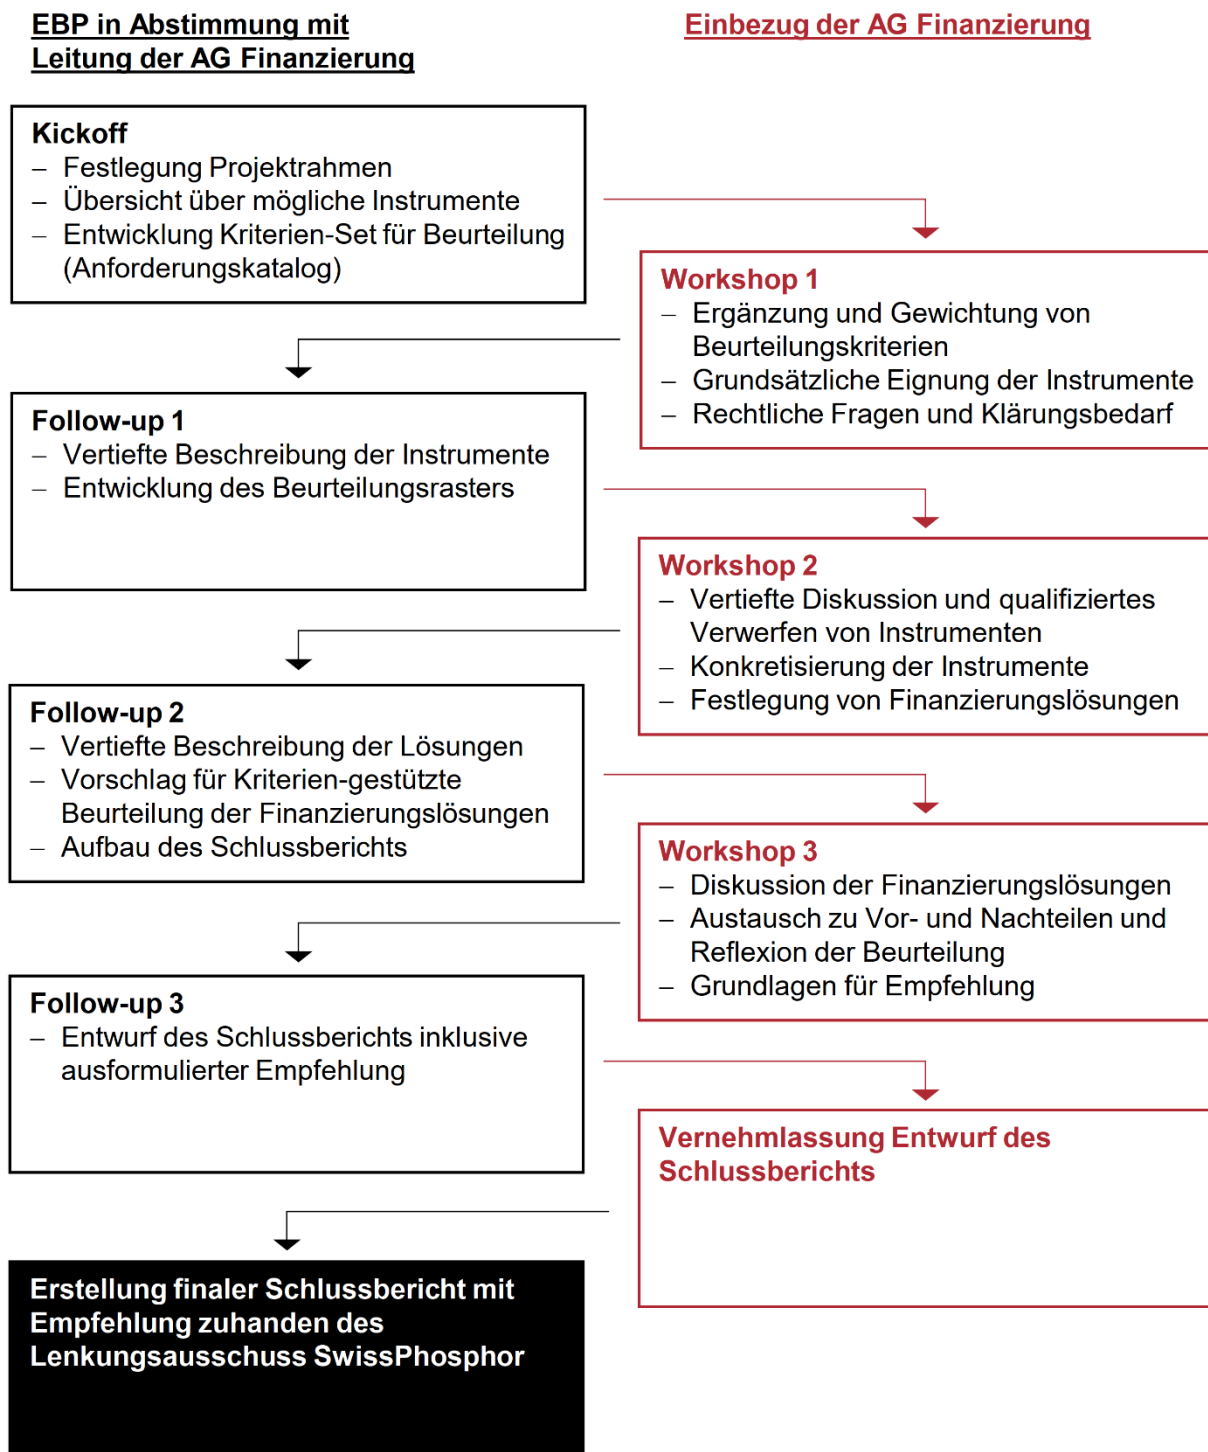 EBP in Abstimmung mit
Leitung der AG Finanzierung
Einbezug der AG Finanzierung
Kickoff
– Festlegung Projektrahmen
– Übersicht über mögliche Instrumente
– Entwicklung Kriterien-Set für Beurteilung
(Anforderungskatalog)
Workshop 1
– Ergänzung und Gewichtung von
Beurteilungskriterien
– Grundsätzliche Eignung der Instrumente
– Rechtliche Fragen und Klärungsbedarf
Follow-up 1
– Vertiefte Beschreibung der Instrumente
– Entwicklung des Beurteilungsrasters
Workshop 2
– Vertiefte Diskussion und qualifiziertes
Verwerfen von Instrumenten
– Konkretisierung der Instrumente
– Festlegung von Finanzierungslösungen
Follow-up 2
– Vertiefte Beschreibung der Lösungen
– Vorschlag für Kriterien-gestützte
Beurteilung der Finanzierungslösungen
– Aufbau des Schlussberichts
Workshop 3
– Diskussion der Finanzierungslösungen
– Austausch zu Vor- und Nachteilen und
Reflexion der Beurteilung
– Grundlagen für Empfehlung
Follow-up 3
– Entwurf des Schlussberichts inklusive
ausformulierter Empfehlung
Vernehmlassung Entwurf des
Schlussberichts
Erstellung finaler Schlussbericht mit
Empfehlung zuhanden des
Lenkungsausschuss SwissPhosphor